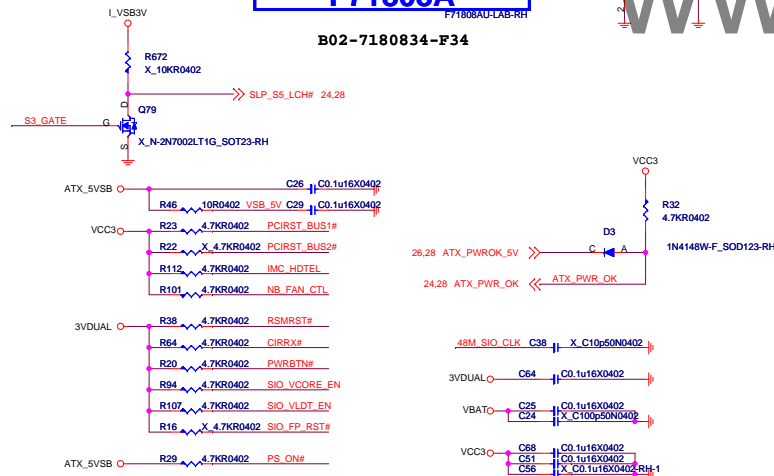 F71808A
F71808AU-LAB-RH
B02-7180834-F34
2
WW
I_VSB3V
R672
X_10KR0402
SLP_S5_LCH# 24,28
D
Q79
S3_GATE
G
X_N-2N7002LT1G_SOT23-RH
S
ATX_5VSB
C26 C0.1u16X0402
R46 10R0402 VSB_5V C29 C0.1u16X0402
VCC3
R23 4.7KR0402 PCIRST_BUS1#
R22 X_4.7KR0402 PCIRST_BUS2#
R112 4.7KR0402 IMC_HDTEL
R101 4.7KR0402 NB_FAN_CTL
3VDUAL
R38 4.7KR0402 RSMRST#
R64 4.7KR0402 CIRRX#
R20 4.7KR0402 PWRBTN#
R94 4.7KR0402 SIO_VCORE_EN
R107 4.7KR0402 SIO_VLDT_EN
R16 X_4.7KR0402 SIO_FP_RST#
ATX_5VSB R29 4.7KR0402 PS_ON#
VCC3
R32
4.7KR0402
D3
26,28 ATX_PWROK_5V C A 1N4148W-F_SOD123-RH
24,28 ATX_PWR_OK ATX_PWR_OK
48M_SIO_CLK C38 X_C10p50N0402
3VDUAL C64 C0.1u16X0402
VBAT C25 C0.1u16X0402
C24 X_C100p50N0402
VCC3 C68 C0.1u16X0402
C51 C0.1u16X0402
C56 X_C0.1u16X0402-RH-1